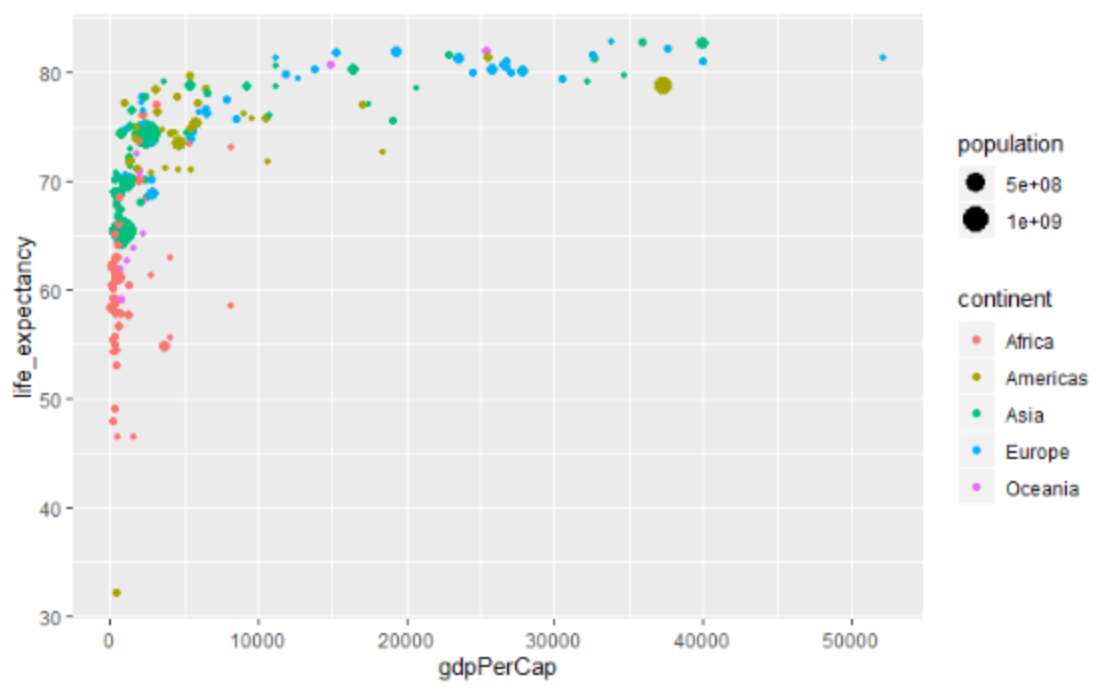 80
70
60
50
40
30
life_expectancy
0
10000
20000
30000
40000
50000
gdpPerCap
population
5e+08
1e+09
continent
Africa
Americas
Asia
Europe
Oceania